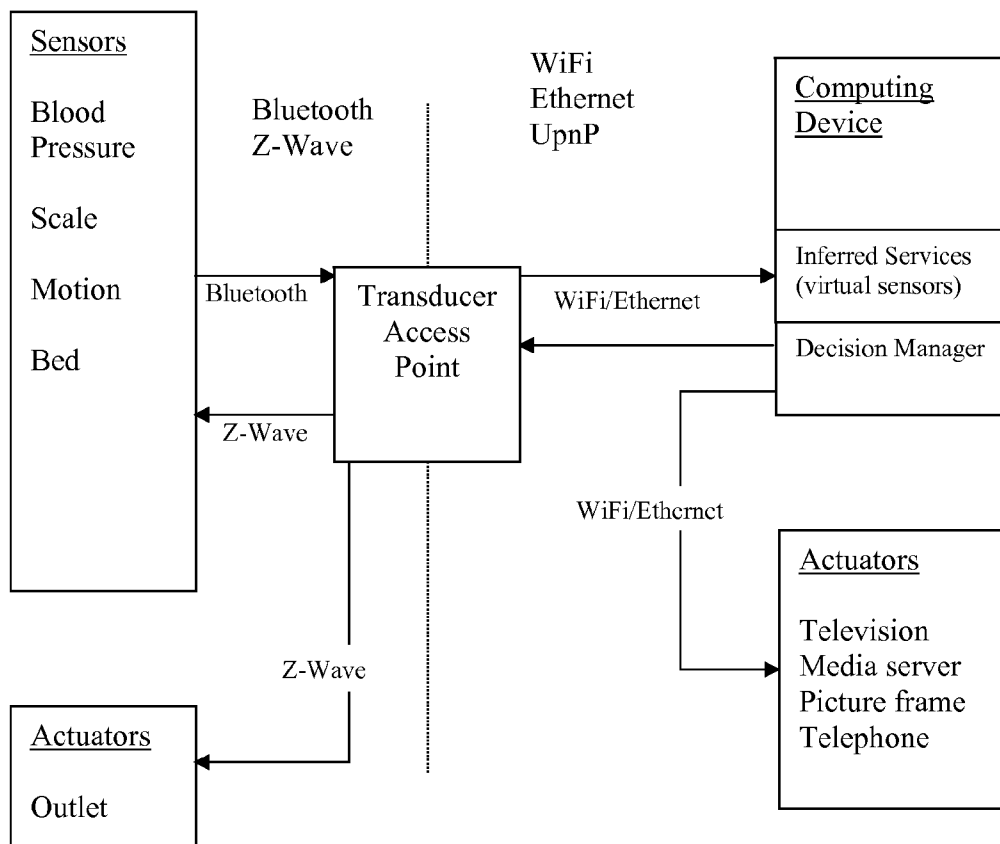 Sensors
Blood
Pressure
Scale
Motion
Bed
Bluetooth
Z-Wave
WiFi
Ethernet
UpnP
Computing
Device
Inferred Services
(virtual sensors)
Decision Manager
Bluetooth
Transducer
Access
Point
WiFi/Ethernet
Z-Wave
WiFi/Ethernet
Z-Wave
Actuators
Television
Media server
Picture frame
Telephone
Actuators
Outlet